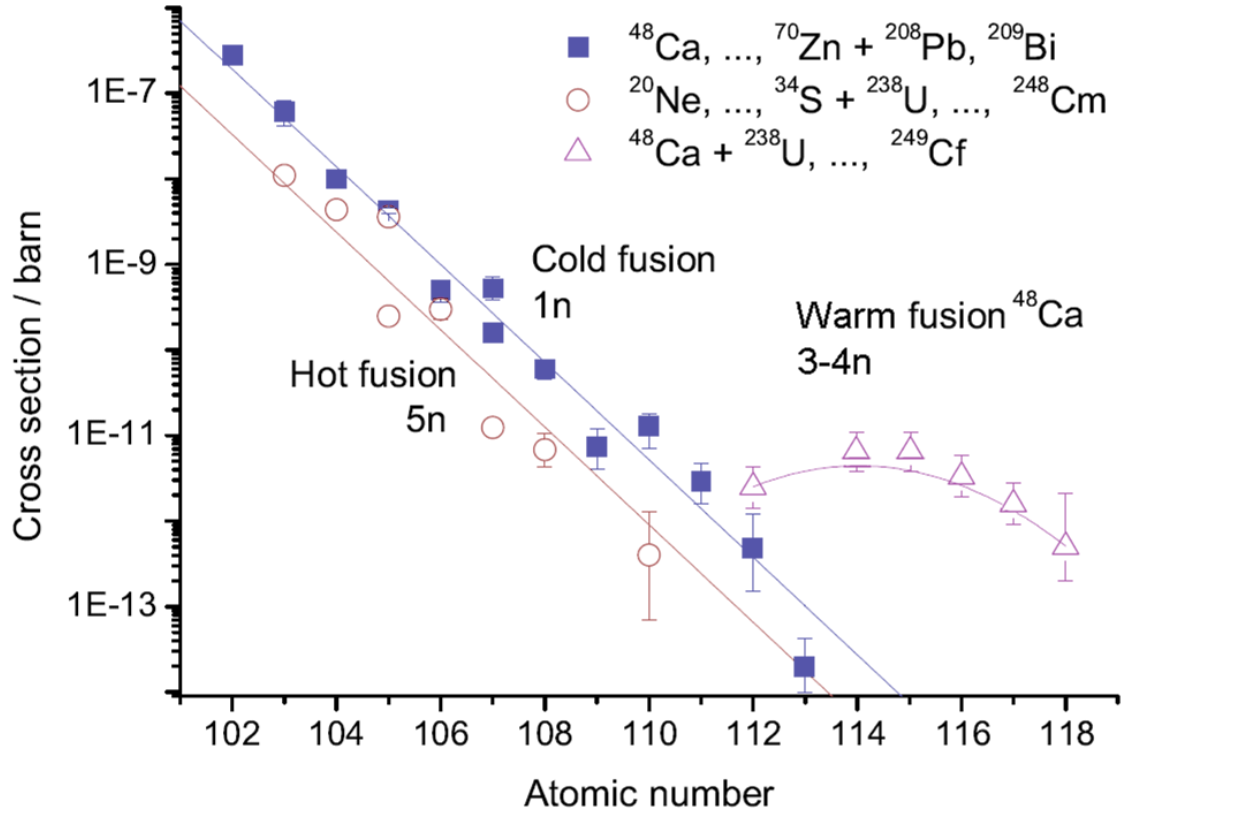 ⁴⁸Ca, ..., ⁷⁰Zn + ²⁰⁸Pb, ²⁰⁹Bi
²⁰Ne, ..., ³⁴S + ²³⁸U, ..., ²⁴⁸Cm
⁴⁸Ca + ²³⁸U, ..., ²⁴⁹Cf
Cross section / barn
1E-7
1E-9
1E-11
1E-13
Cold fusion
1n
Warm fusion ⁴⁸Ca
3-4n
Hot fusion
5n
102 104 106 108 110 112 114 116 118
Atomic number